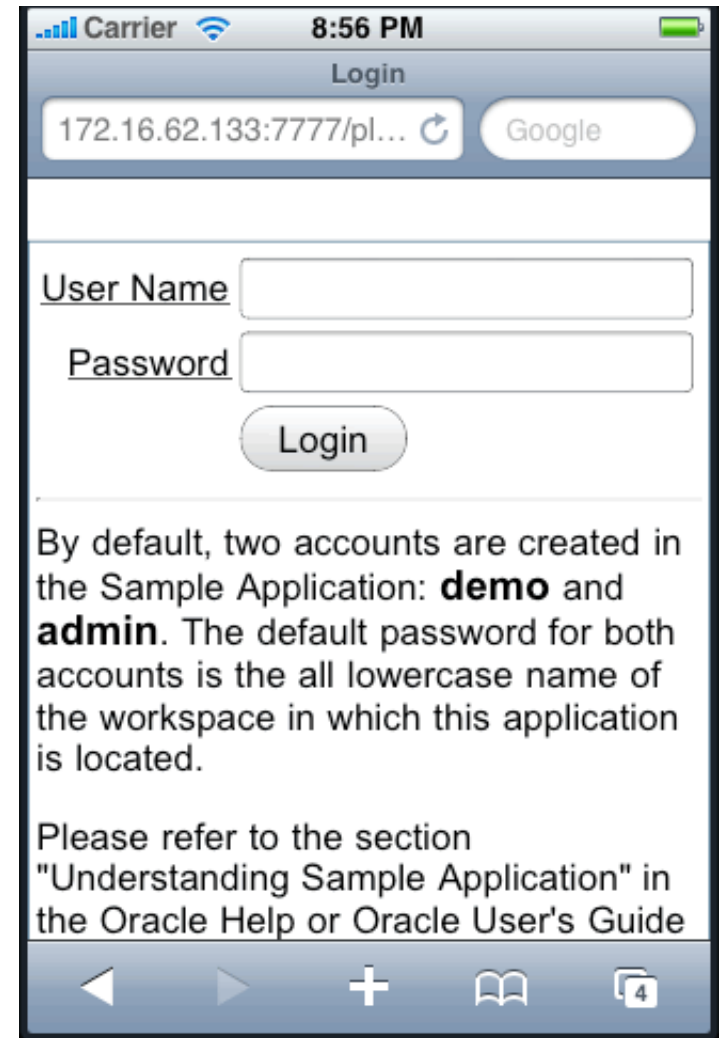 Carrier 8:56 PM
Login
172.16.62.133:7777/pl... Google
User Name
Password
Login
By default, two accounts are created in
the Sample Application: demo and
admin. The default password for both
accounts is the all lowercase name of
the workspace in which this application
is located.
Please refer to the section
"Understanding Sample Application" in
the Oracle Help or Oracle User's Guide
4